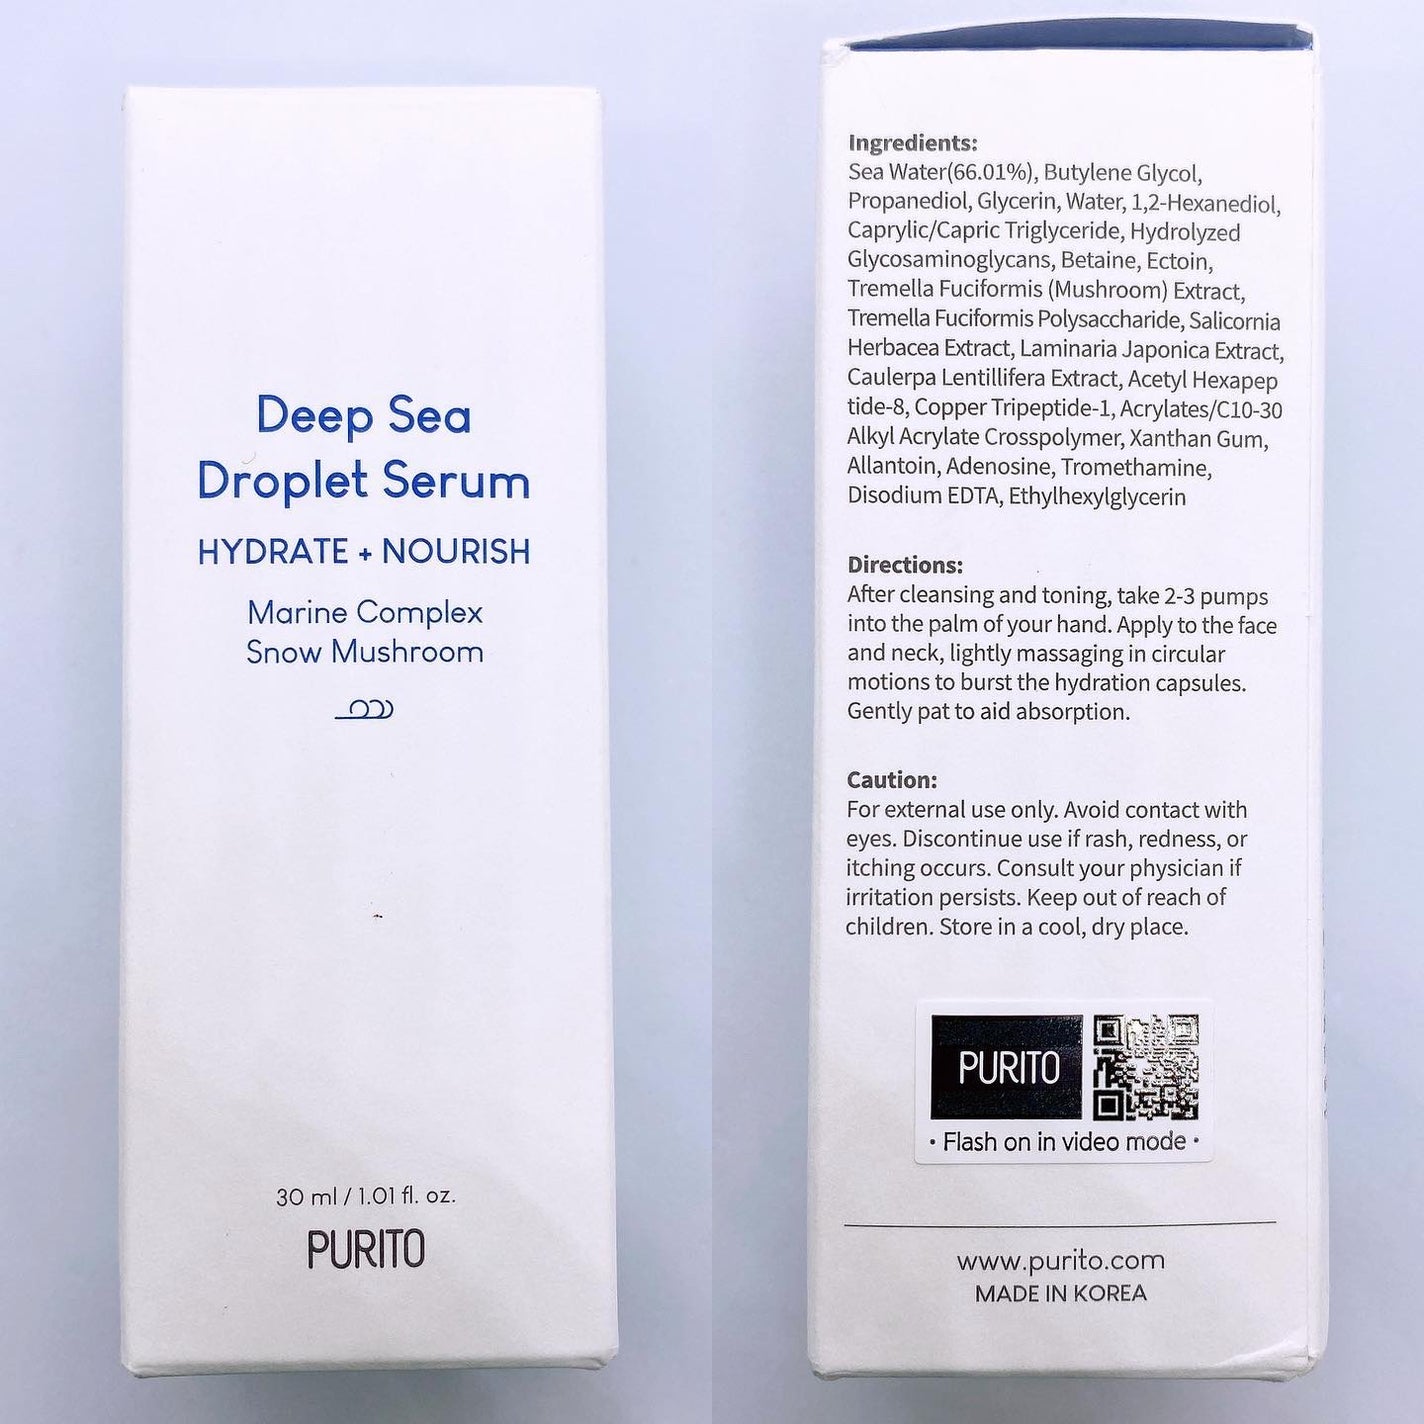 Deep Sea
Droplet Serum
HYDRATE + NOURISH
Marine Complex
Snow Mushroom
30 ml / 1.01 fl. oz.
PURITO
Ingredients:
Sea Water(66.01%), Butylene Glycol,
Propanediol, Glycerin, Water, 1,2-Hexanediol,
Caprylic/Capric Triglyceride, Hydrolyzed
Glycosaminoglycans, Betaine, Ectoin,
Tremella Fuciformis (Mushroom) Extract,
Tremella Fuciformis Polysaccharide, Salicornia
Herbacea Extract, Laminaria Japonica Extract,
Caulerpa Lentillifera Extract, Acetyl Hexapep
tide-8, Copper Tripeptide-1, Acrylates/C10-30
Alkyl Acrylate Crosspolymer, Xanthan Gum,
Allantoin, Adenosine, Tromethamine,
Disodium EDTA, Ethylhexylglycerin
Directions:
After cleansing and toning, take 2-3 pumps
into the palm of your hand. Apply to the face
and neck, lightly massaging in circular
motions to burst the hydration capsules.
Gently pat to aid absorption.
Caution:
For external use only. Avoid contact with
eyes. Discontinue use if rash, redness, or
itching occurs. Consult your physician if
irritation persists. Keep out of reach of
children. Store in a cool, dry place.
PURITO
• Flash on in video mode •
www.purito.com
MADE IN KOREA